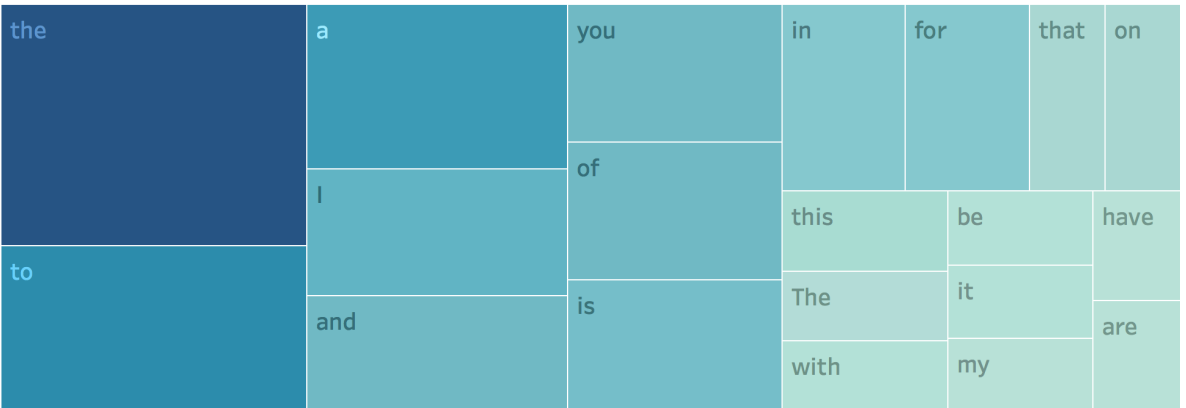 the
to
a
I
and
you
of
is
in
for
that
on
this
The
with
be
it
my
have
are